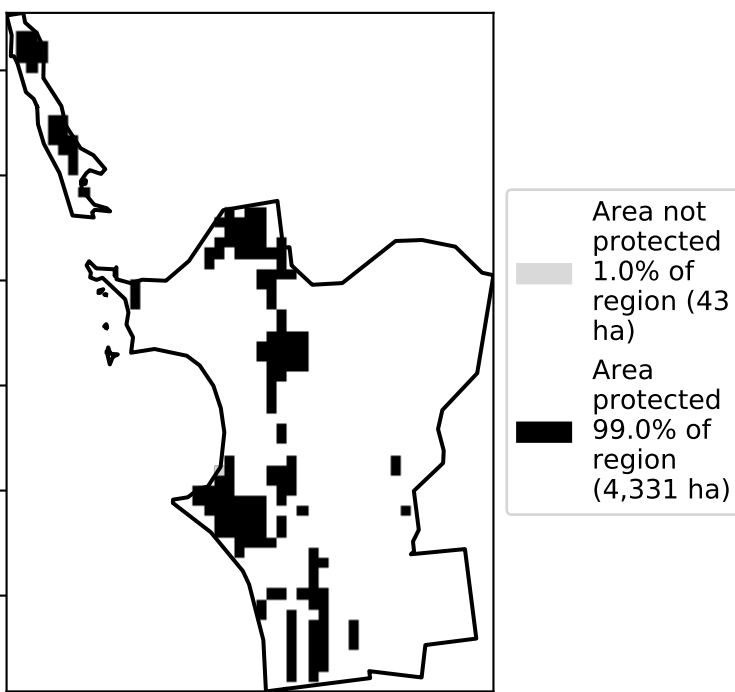 Area not
protected
1.0% of
region (43
ha)
Area
protected
99.0% of
region
(4,331 ha)